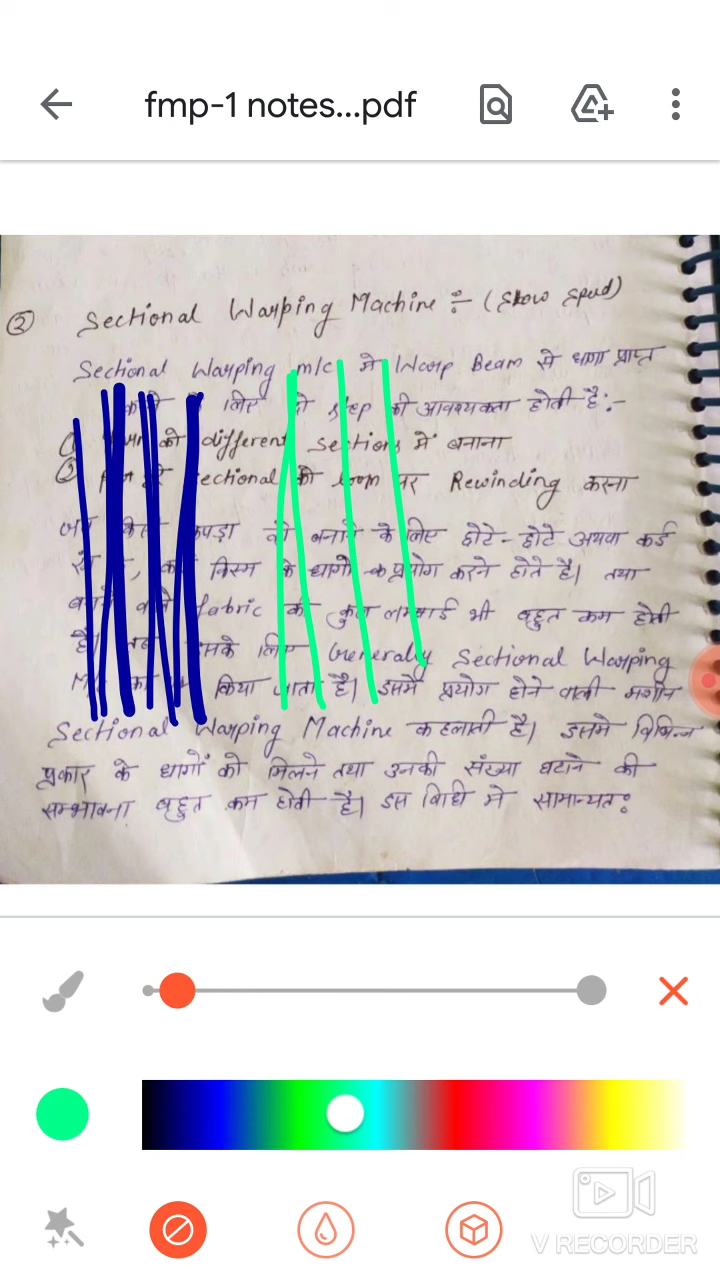 fmp-1 notes...pdf
② Sectional Warping Machine ÷ (Slow Speed)
Sectional Warping m/c में Warp Beam से धागा प्राप्त
लिए दो step की आवश्यकता होती है:-
को different sections में बनाना
sectional को loom पर Rewinding करना
कपड़ा को बनाने के लिए छोटे-छोटे अथवा कई
किस्म के धागों का प्रयोग करने होते है। तथा
वाले fabric की कुल लम्बाई भी बहुत कम होती
है। इसके लिए Generally Sectional Warping
M/c का किया जाता है। इसमें प्रयोग होने वाली मशीन
Sectional Warping Machine कहलाती है। इसमे विभिन्न
प्रकार के धागों को मिलने तथा उनकी संख्या घटाने की
सम्भावना बहुत कम होती है। इस विधि में सामान्यतः
V RECORDER